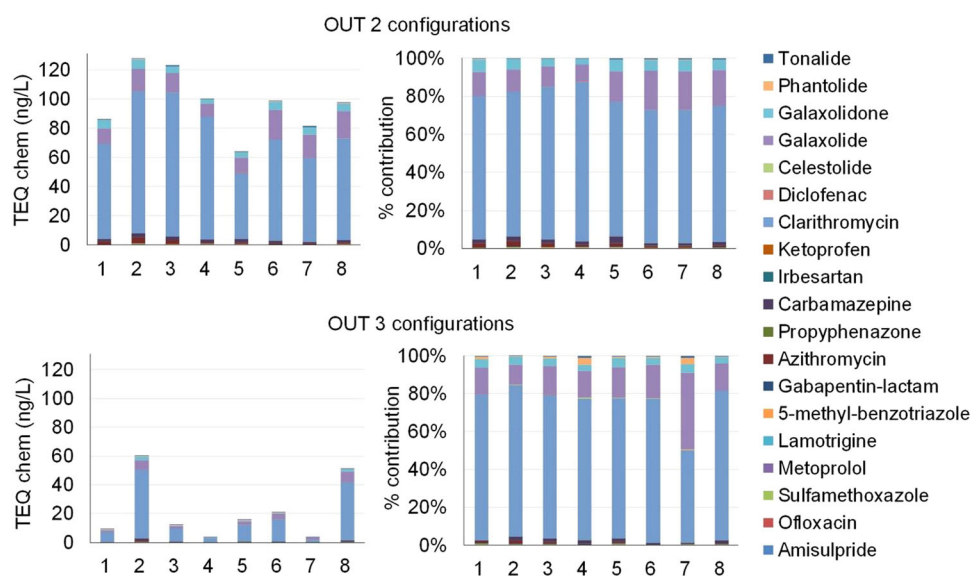 OUT 2 configurations
TEQ chem (ng/L)
120
100
80
60
40
20
0
1 2 3 4 5 6 7 8
% contribution
100%
80%
60%
40%
20%
0%
1 2 3 4 5 6 7 8
OUT 3 configurations
TEQ chem (ng/L)
120
100
80
60
40
20
0
1 2 3 4 5 6 7 8
% contribution
100%
80%
60%
40%
20%
0%
1 2 3 4 5 6 7 8
Tonalide
Phantolide
Galaxolidone
Galaxolide
Celestolide
Diclofenac
Clarithromycin
Ketoprofen
Irbesartan
Carbamazepine
Propyphenazone
Azithromycin
Gabapentin-lactam
5-methyl-benzotriazole
Lamotrigine
Metoprolol
Sulfamethoxazole
Ofloxacin
Amisulpride